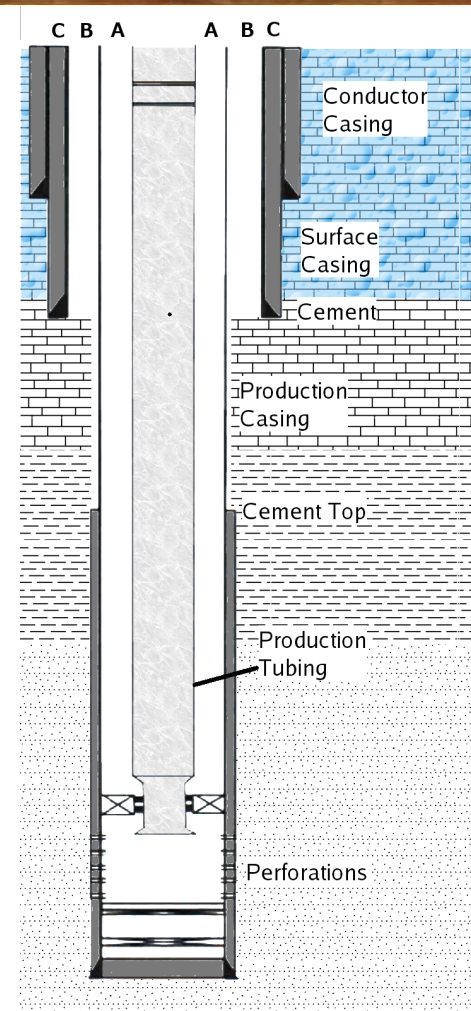 C B A A B C
Conductor
Casing
Surface
Casing
Cement
Production
Casing
Cement Top
Production
Tubing
Perforations